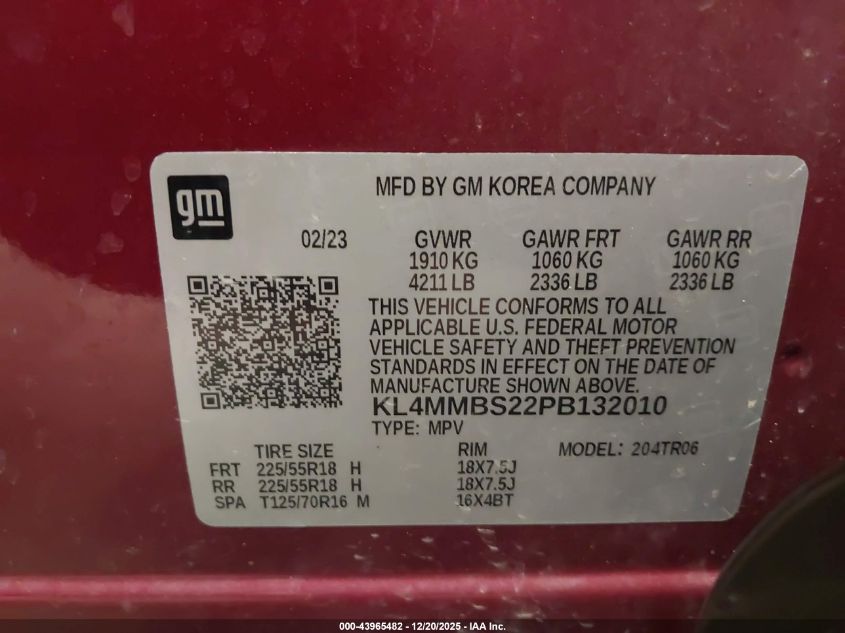 gm
MFD BY GM KOREA COMPANY
02/23 GVWR GAWR FRT GAWR RR
1910 KG 1060 KG 1060 KG
4211 LB 2336 LB 2336 LB
THIS VEHICLE CONFORMS TO ALL
APPLICABLE U.S. FEDERAL MOTOR
VEHICLE SAFETY AND THEFT PREVENTION
STANDARDS IN EFFECT ON THE DATE OF
MANUFACTURE SHOWN ABOVE.
KL4MMBS22PB132010
TYPE: MPV
TIRE SIZE RIM MODEL: 204TR06
FRT 225/55R18 H 18X7.5J
RR 225/55R18 H 18X7.5J
SPA T125/70R16 M 16X4BT
000-43965482 - 12/20/2025 - IAA Inc.